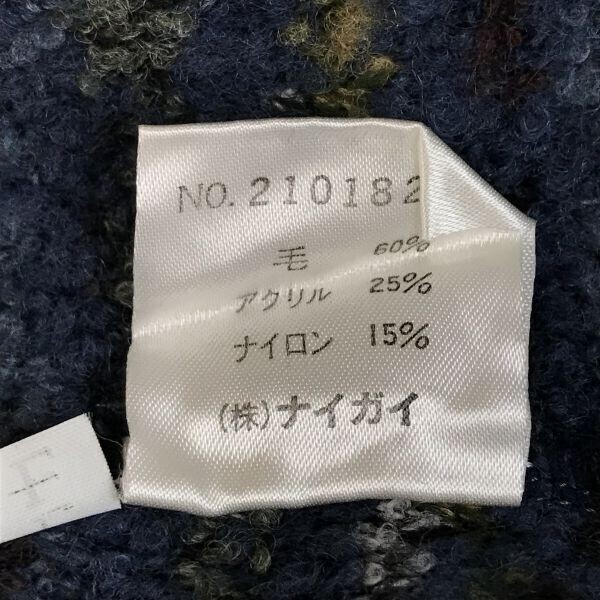 NO. 210182
毛 60%
アクリル 25%
ナイロン 15%
(株)ナイガイ